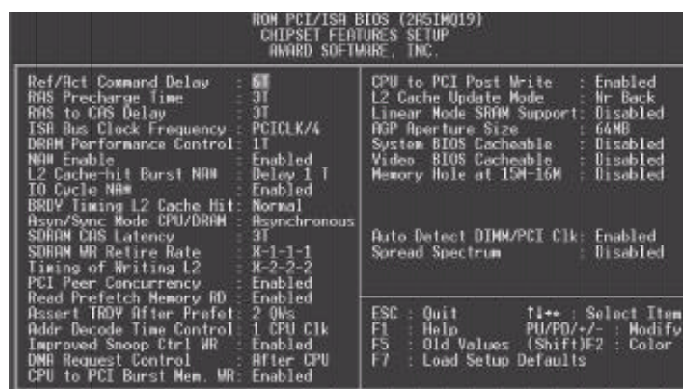 ROM PCI/ISA BIOS (2A5IMQ19)
CHIPSET FEATURES SETUP
AWARD SOFTWARE, INC.
Ref/Act Command Delay : 6T
RAS Precharge Time : 3T
RAS to CAS Delay : 3T
ISA Bus Clock Frequency : PCICLK/4
DRAM Performance Control: 1T
NA# Enable : Enabled
L2 Cache-hit Burst NA# : Delay 1 T
IO Cycle NA# : Enabled
BRDY Timing L2 Cache Hit: Normal
Asyn/Sync Mode CPU/DRAM : Asynchronous
SDRAM CAS Latency : 3T
SDRAM WR Retire Rate : X-1-1-1
Timing of Writing L2 : X-2-2-2
PCI Peer Concurrency : Enabled
Read Prefetch Memory RD : Enabled
Assert TRDY After Prefet: 2 QWs
Addr Decode Time Control: 1 CPU Clk
Improved Snoop Ctrl WR : Enabled
DMA Request Control : After CPU
CPU to PCI Burst Mem. WR: Enabled
CPU to PCI Post Write : Enabled
L2 Cache Update Mode : Wr Back
Linear Mode SRAM Support: Disabled
AGP Aperture Size : 64MB
System BIOS Cacheable : Disabled
Video BIOS Cacheable : Disabled
Memory Hole at 15M-16M : Disabled
Auto Detect DIMM/PCI Clk: Enabled
Spread Spectrum : Disabled
ESC : Quit ↑↓→← : Select Item
F1 : Help PU/PD/+/- : Modify
F5 : Old Values (Shift)F2 : Color
F7 : Load Setup Defaults